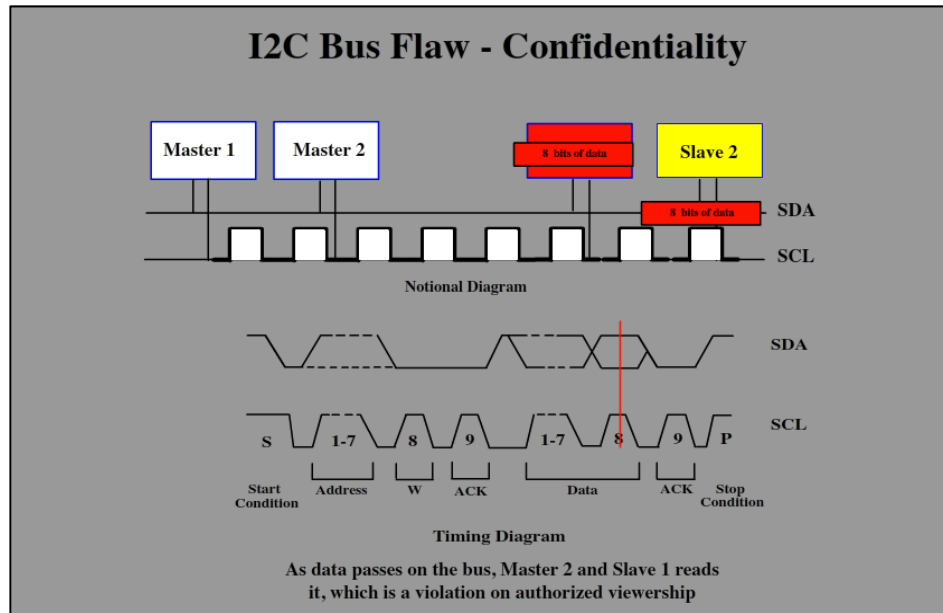 I2C Bus Flaw - Confidentiality
Master 1
Master 2
8 bits of data
Slave 2
8 bits of data
SDA
SCL
Notional Diagram
SDA
SCL
S
1-7
8
9
1-7
8
9
P
Start
Condition
Address
W
ACK
Data
ACK
Stop
Condition
Timing Diagram
As data passes on the bus, Master 2 and Slave 1 reads
it, which is a violation on authorized viewership